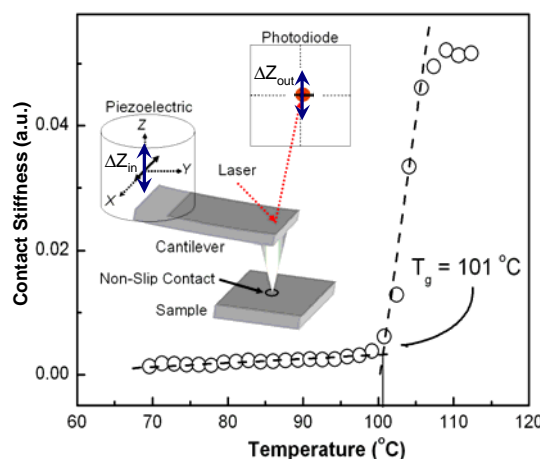 Photodiode
ΔZout
Piezoelectric
Z
ΔZin
Y
X
Laser
Cantilever
Non-Slip Contact
Sample
Tg = 101 °C
Contact Stiffness (a.u.)
0.04
0.02
0.00
60 70 80 90 100 110 120
Temperature (°C)